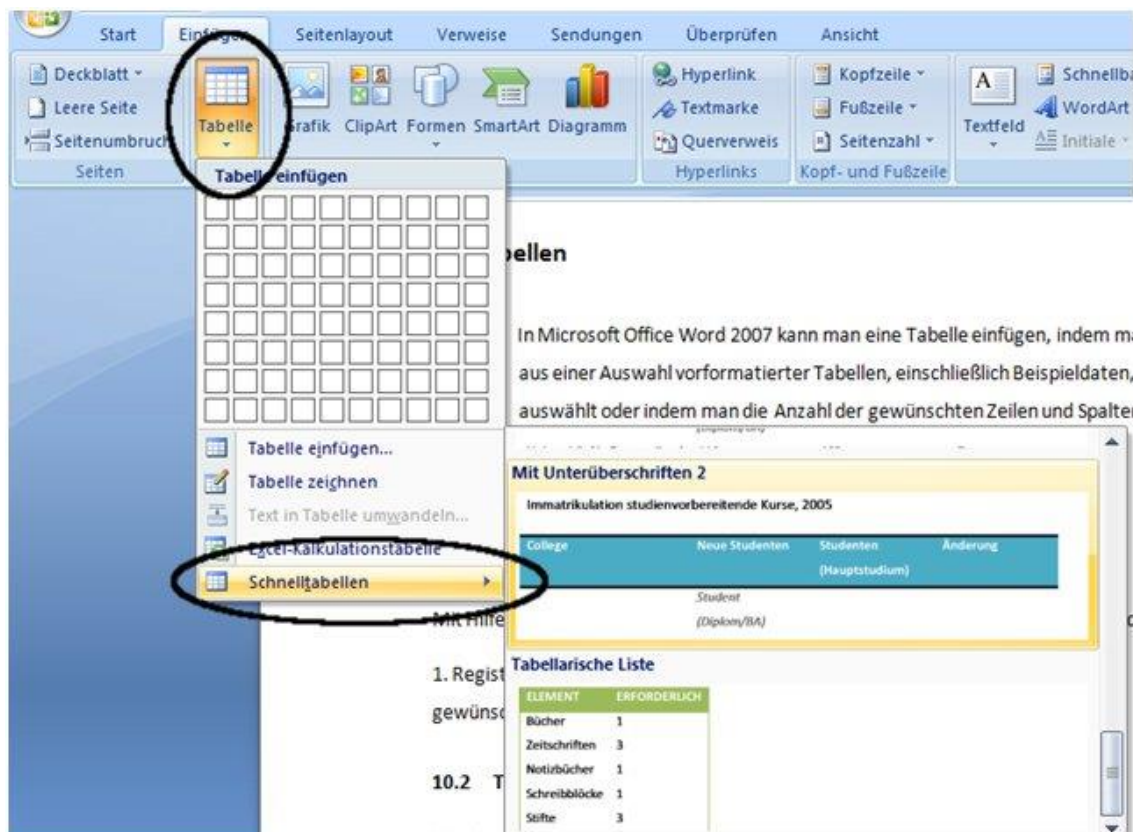 Start Einfügen Seitenlayout Verweise Sendungen Überprüfen Ansicht
Deckblatt
Leere Seite
Seitenumbruch
Seiten
Tabelle
Grafik ClipArt Formen SmartArt Diagramm
Hyperlink
Textmarke
Querverweis
Hyperlinks
Kopfzeile
Fußzeile
Seitenzahl
Kopf- und Fußzeile
A
Textfeld
Schnellba
WordArt
Initiale
Tabelle einfügen
Tabelle einfügen...
Tabelle zeichnen
Text in Tabelle umwandeln...
Excel-Kalkulationstabelle
Schnelltabellen
bellen
In Microsoft Office Word 2007 kann man eine Tabelle einfügen, indem ma
aus einer Auswahl vorformatierter Tabellen, einschließlich Beispieldaten,
auswählt oder indem man die Anzahl der gewünschten Zeilen und Spalten
Mit Unterüberschriften 2
Immatrikulation studienvorbereitende Kurse, 2005
College Neue Studenten Studenten Änderung
(Hauptstudium)
Student
(Diplom/BA)
Tabellarische Liste
ELEMENT ERFORDERLICH
Bücher 1
Zeitschriften 3
Notizbücher 1
Schreibblöcke 1
Stifte 3
Mit Hilfe
1. Regist
gewünsc
10.2 T